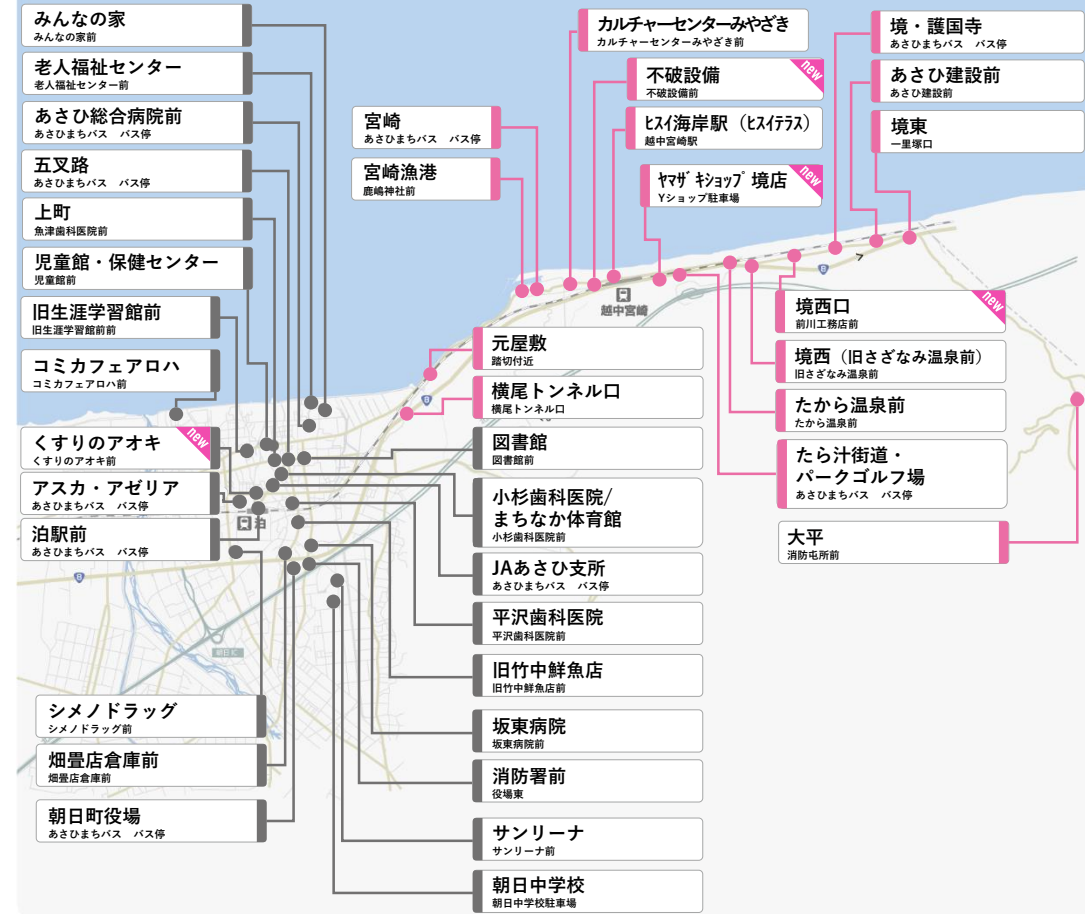 みんなの家
みんなの家前
老人福祉センター
老人福祉センター前
あさひ総合病院前
あさひまちバス バス停
五叉路
あさひまちバス バス停
上町
魚津歯科医院前
児童館・保健センター
児童館前
旧生涯学習館前
旧生涯学習館前前
コミカフェアロハ
コミカフェアロハ前
くすりのアオキ
くすりのアオキ前
new
アスカ・アゼリア
あさひまちバス バス停
泊駅前
あさひまちバス バス停
シメノドラッグ
シメノドラッグ前
畑畳店倉庫前
畑畳店倉庫前
朝日町役場
あさひまちバス バス停
宮崎
あさひまちバス バス停
宮崎漁港
鹿嶋神社前
カルチャーセンターみやざき
カルチャーセンターみやざき前
不破設備
不破設備前
new
ヒスイ海岸駅（ヒスイテラス）
越中宮崎駅
ヤマザキショップ 境店
Yショップ駐車場
new
境・護国寺
あさひまちバス バス停
あさひ建設前
あさひ建設前
境東
一里塚口
越中宮崎
8
元屋敷
踏切付近
横尾トンネル口
横尾トンネル口
8
図書館
図書館前
小杉歯科医院/
まちなか体育館
小杉歯科医院前
JAあさひ支所
あさひまちバス バス停
平沢歯科医院
平沢歯科医院前
旧竹中鮮魚店
旧竹中鮮魚店前
坂東病院
坂東病院前
消防署前
役場東
サンリーナ
サンリーナ前
朝日中学校
朝日中学校駐車場
境西口
前川工務店前
new
境西（旧さざなみ温泉前）
旧さざなみ温泉前
たから温泉前
たから温泉前
たら汁街道・
パークゴルフ場
あさひまちバス バス停
大平
消防屯所前
泊
8
朝日IC